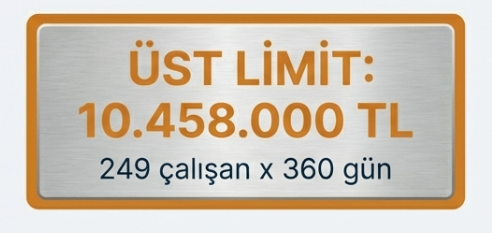 ÜST LİMİT:
10.458.000 TL
249 çalışan x 360 gün